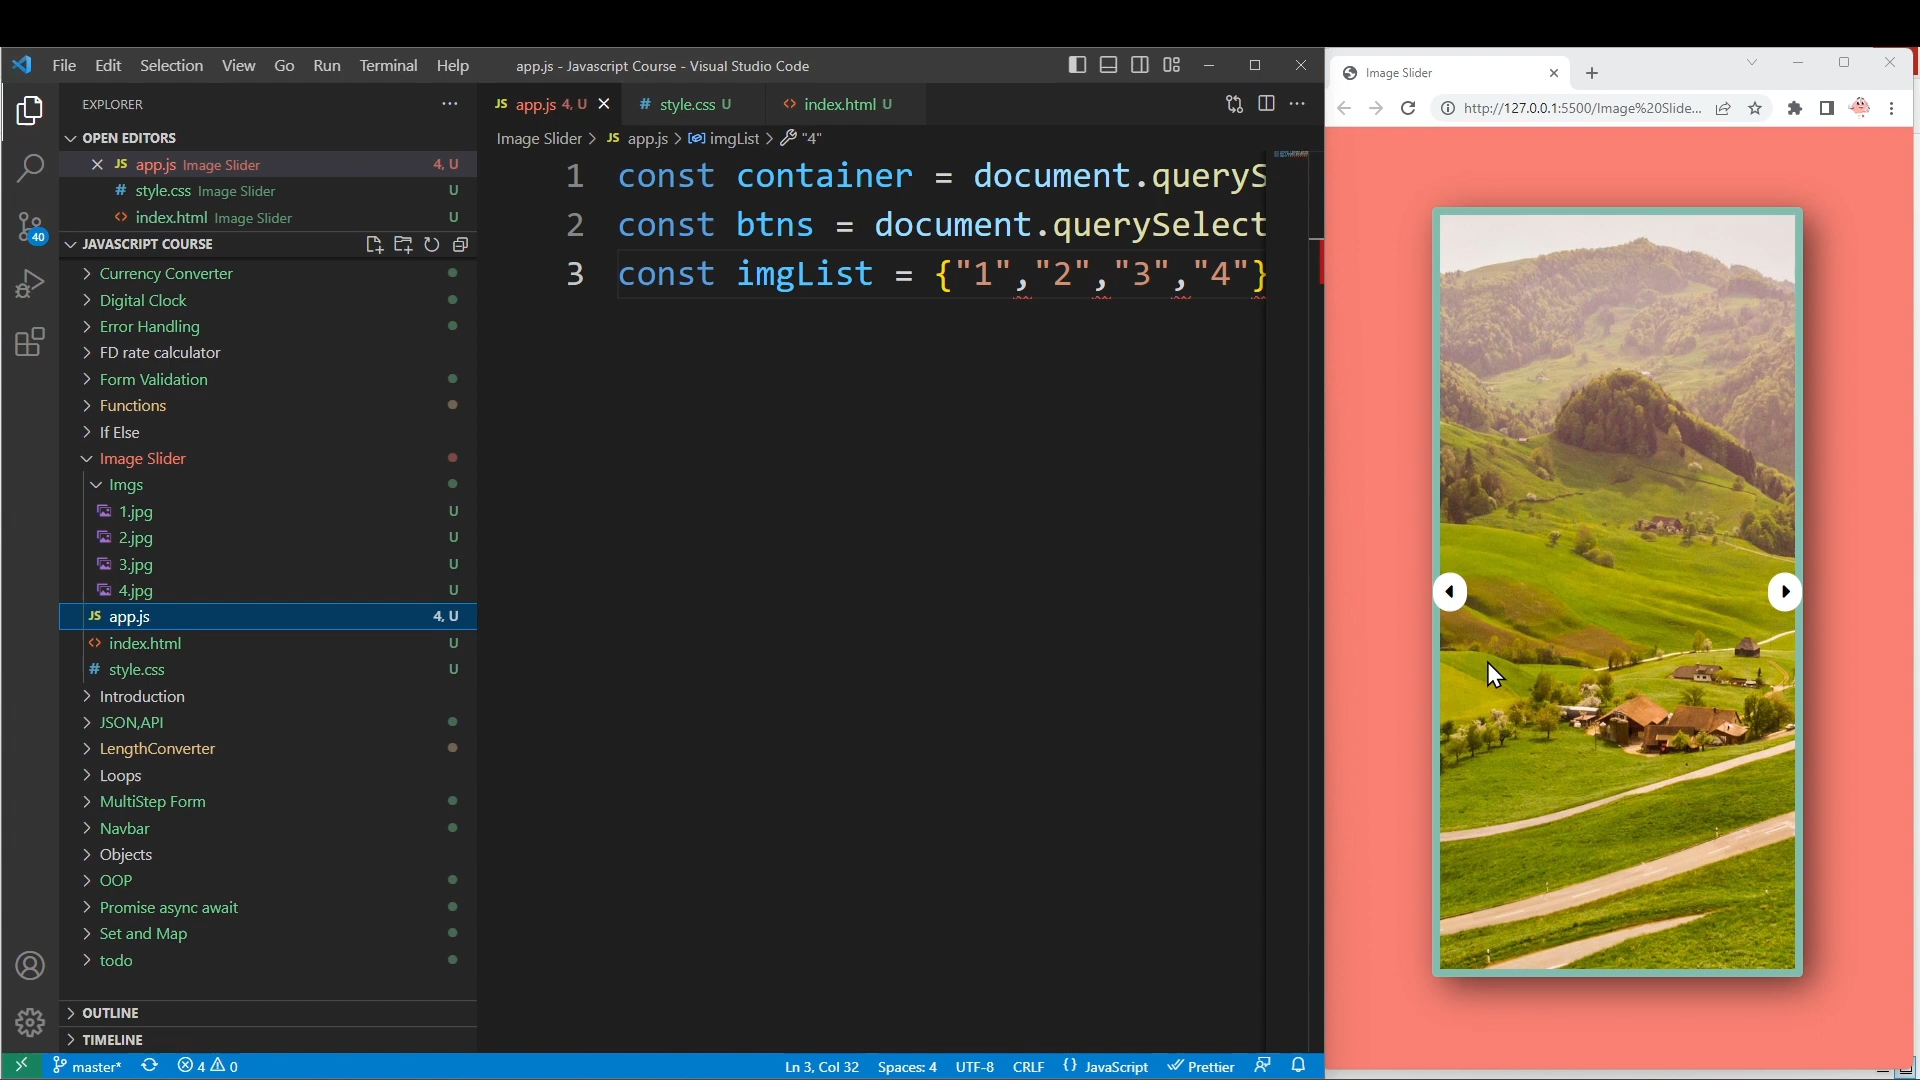 File Edit Selection View Go Run Terminal Help
app.js - Javascript Course - Visual Studio Code
EXPLORER
OPEN EDITORS
JS app.js Image Slider 4, U
# style.css Image Slider U
<> index.html Image Slider U
JAVASCRIPT COURSE
Currency Converter
Digital Clock
Error Handling
FD rate calculator
Form Validation
Functions
If Else
Image Slider
Imgs
1.jpg U
2.jpg U
3.jpg U
4.jpg U
JS app.js 4, U
<> index.html U
# style.css U
Introduction
JSON,API
LengthConverter
Loops
MultiStep Form
Navbar
Objects
OOP
Promise async await
Set and Map
todo
OUTLINE
TIMELINE
40
JS app.js 4, U
# style.css U
<> index.html U
Image Slider > JS app.js > imgList > "4"
1 const container = document.queryS
2 const btns = document.querySelect
3 const imgList = {"1","2","3","4"}
master* 4 0
Ln 3, Col 32 Spaces: 4 UTF-8 CRLF {} JavaScript Prettier
Image Slider
http://127.0.0.1:5500/Image%20Slide...